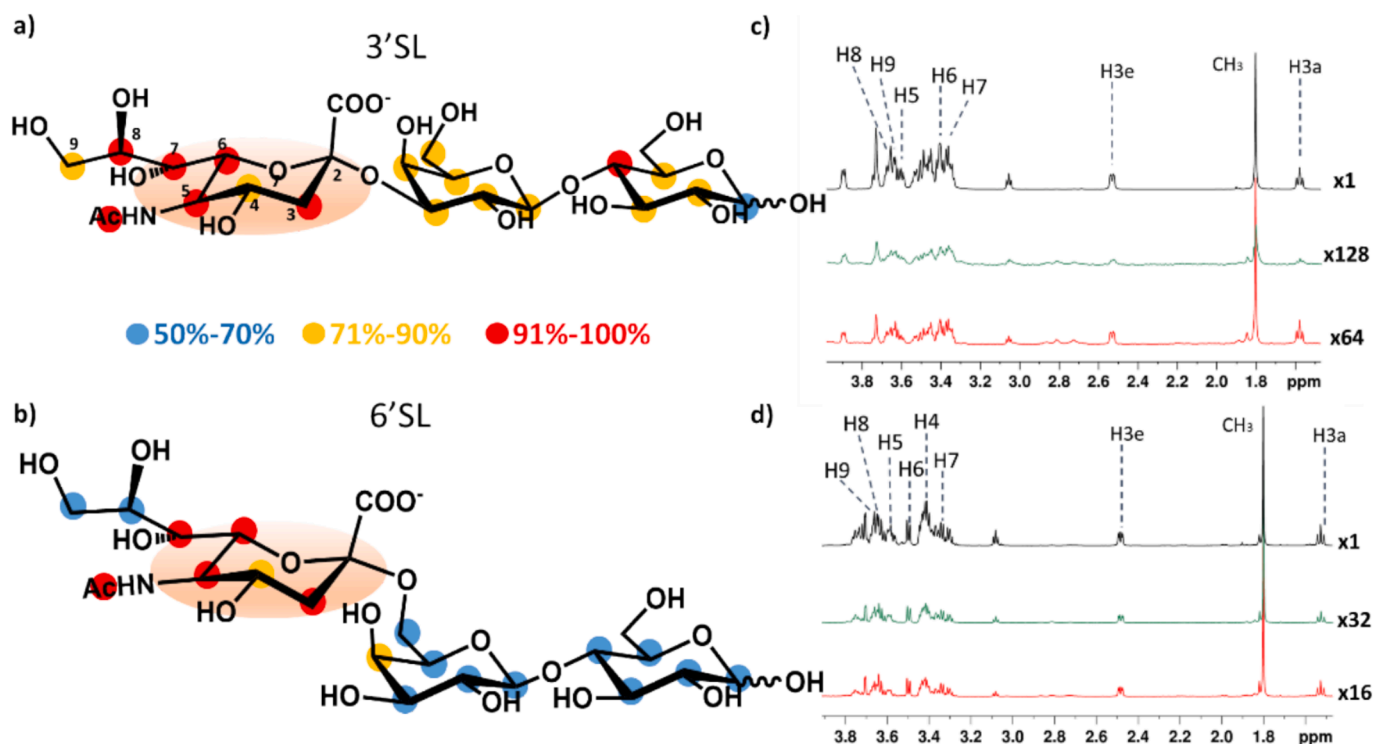 a)
3'SL
OH
HO
9
8
7
6
HO
5
AcHN
HO
4
3
COO⁻
O
2
O
OH
OH
O
OH
O
OH
O
HO
OH
OH
50%-70%
71%-90%
91%-100%
b)
6'SL
HO
OH
HO
AcHN
HO
COO⁻
O
O
HO
O
HO
OH
O
HO
O
HO
OH
OH
c)
H8
H9
H5
H6
H7
H3e
CH₃
H3a
x1
x128
x64
3.8 3.6 3.4 3.2 3.0 2.8 2.6 2.4 2.2 2.0 1.8 ppm
d)
H9
H8
H5
H6
H4
H7
H3e
CH₃
H3a
x1
x32
x16
3.8 3.6 3.4 3.2 3.0 2.8 2.6 2.4 2.2 2.0 1.8 ppm